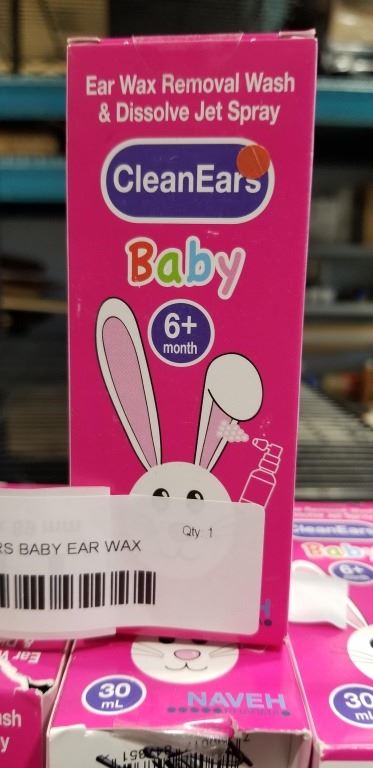 Ear Wax Removal Wash
& Dissolve Jet Spray
CleanEars
Baby
6+
month
Qty: 1
RS BABY EAR WAX
CleanEars
Baby
6+
30
mL
NAVEH
30
mL